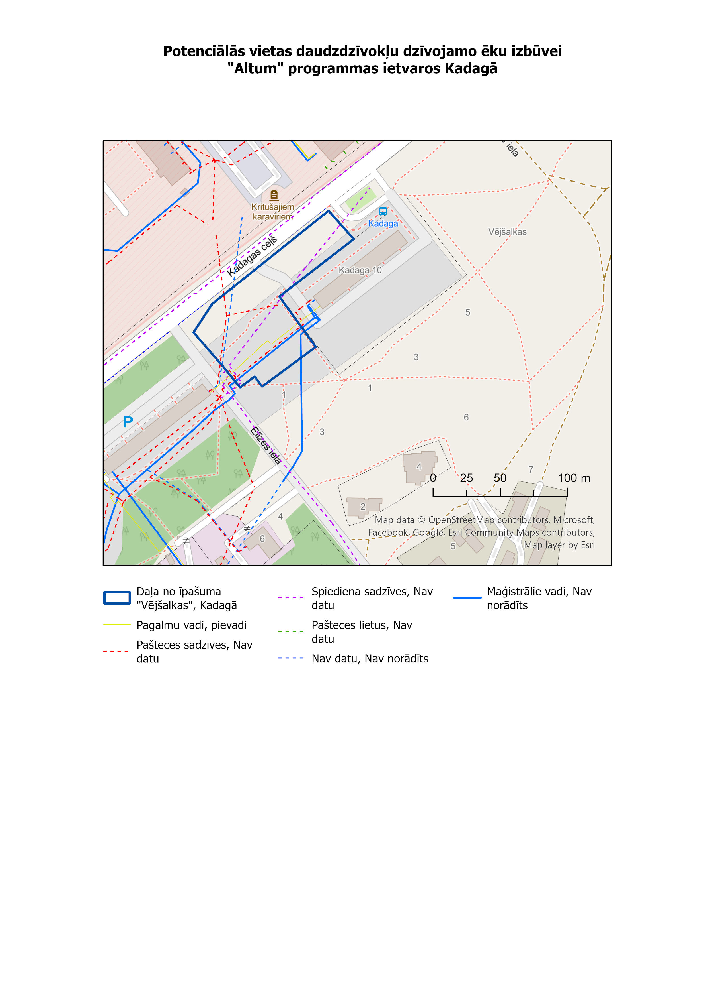 Potenciālās vietas daudzdzīvokļu dzīvojamo ēku izbūvei
"Altum" programmas ietvaros Kadagā
iela
Kritušajiem
karavīriem
Kadaga
Vējšalkas
Kadagas ceļš
Kadaga 10
5
3
1
1
P
6
3
Elīzes iela
4
7
0 25 50 100 m
2
4
6
5
Map data © OpenStreetMap contributors, Microsoft,
Facebook, Google, Esri Community Maps contributors,
Map layer by Esri
Daļa no īpašuma
"Vējšalkas", Kadagā
Pagalmu vadi, pievadi
Pašteces sadzīves, Nav
datu
Spiediena sadzīves, Nav
datu
Pašteces lietus, Nav
datu
Nav datu, Nav norādīts
Maģistrālie vadi, Nav
norādīts